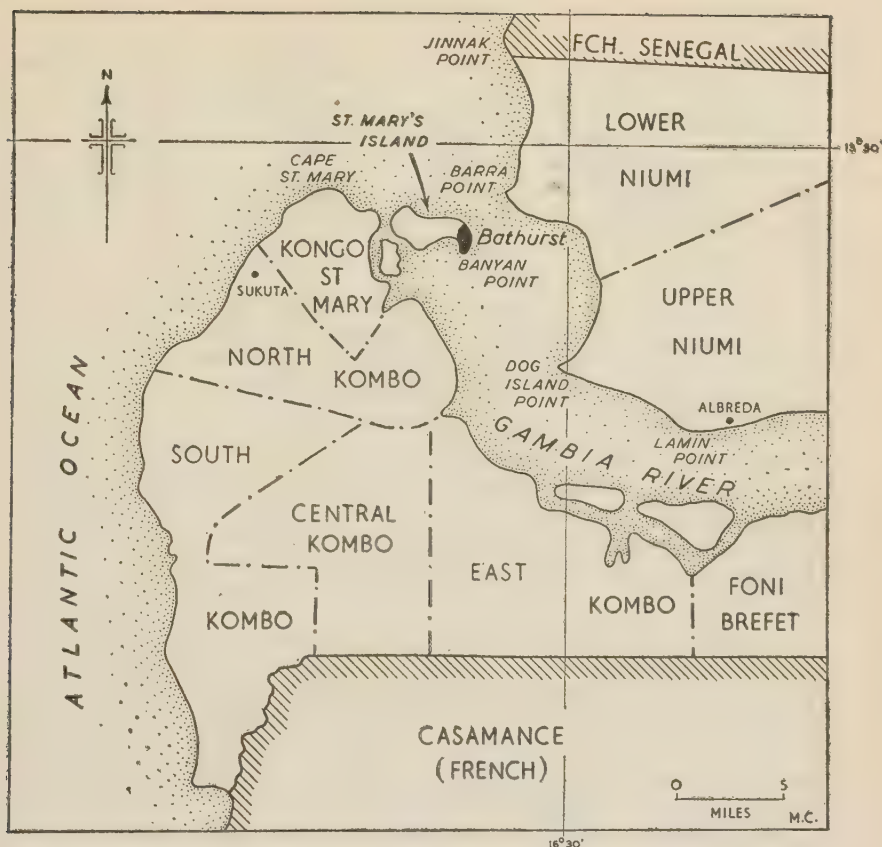 JINNAK
POINT
FCH. SENEGAL
N
ST. MARY'S
ISLAND
LOWER
13°30'
CAPE
ST. MARY
BARRA
POINT
NIUMI
KONGO
ST
MARY
Bathurst
BANYAN
POINT
SUKUTA
UPPER
NIUMI
NORTH
KOMBO
DOG
ISLAND
POINT
ALBREDA
GAMBIA RIVER
LAMIN
POINT
SOUTH
ATLANTIC OCEAN
CENTRAL
KOMBO
EAST
KOMBO
KOMBO
FONI
BREFET
CASAMANCE
(FRENCH)
0 5
MILES
M.C.
16°30'